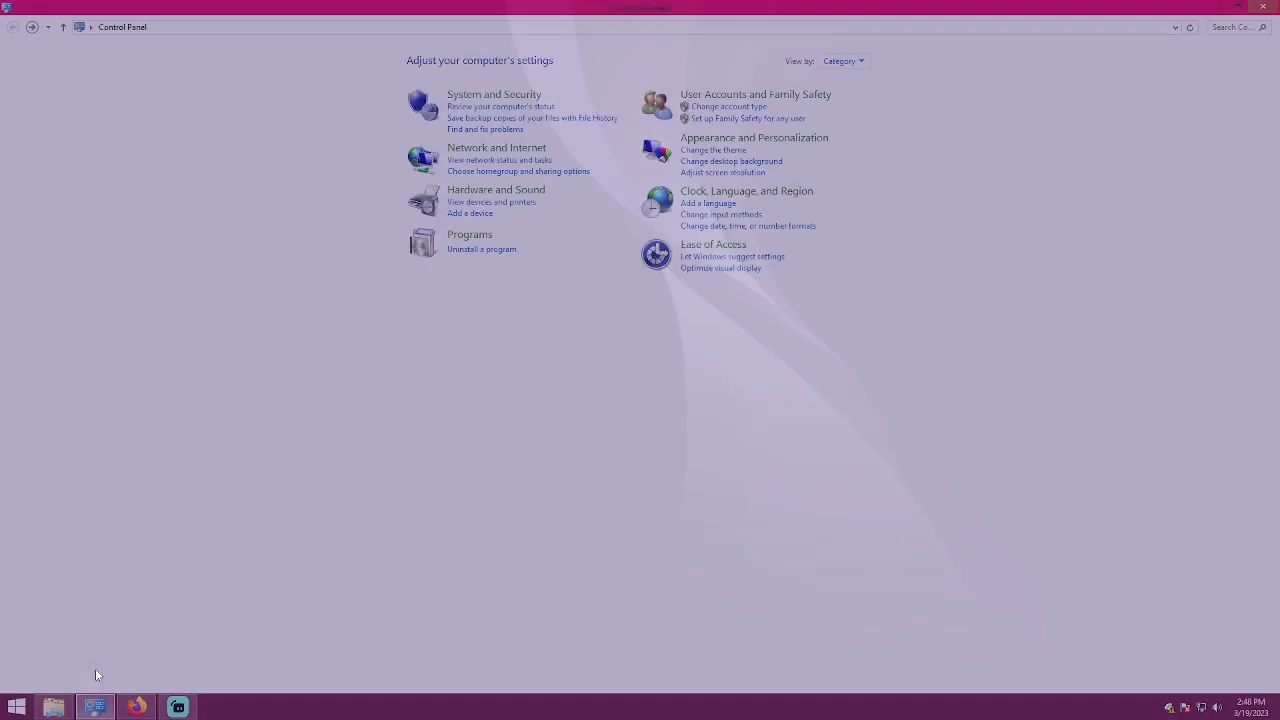 Control Panel
Search Co...
Adjust your computer's settings
View by: Category
System and Security
Review your computer's status
Save backup copies of your files with File History
Find and fix problems
Network and Internet
View network status and tasks
Choose homegroup and sharing options
Hardware and Sound
View devices and printers
Add a device
Programs
Uninstall a program
User Accounts and Family Safety
Change account type
Set up Family Safety for any user
Appearance and Personalization
Change the theme
Change desktop background
Adjust screen resolution
Clock, Language, and Region
Add a language
Change input methods
Change date, time, or number formats
Ease of Access
Let Windows suggest settings
Optimize visual display
2:48 PM
3/19/2023